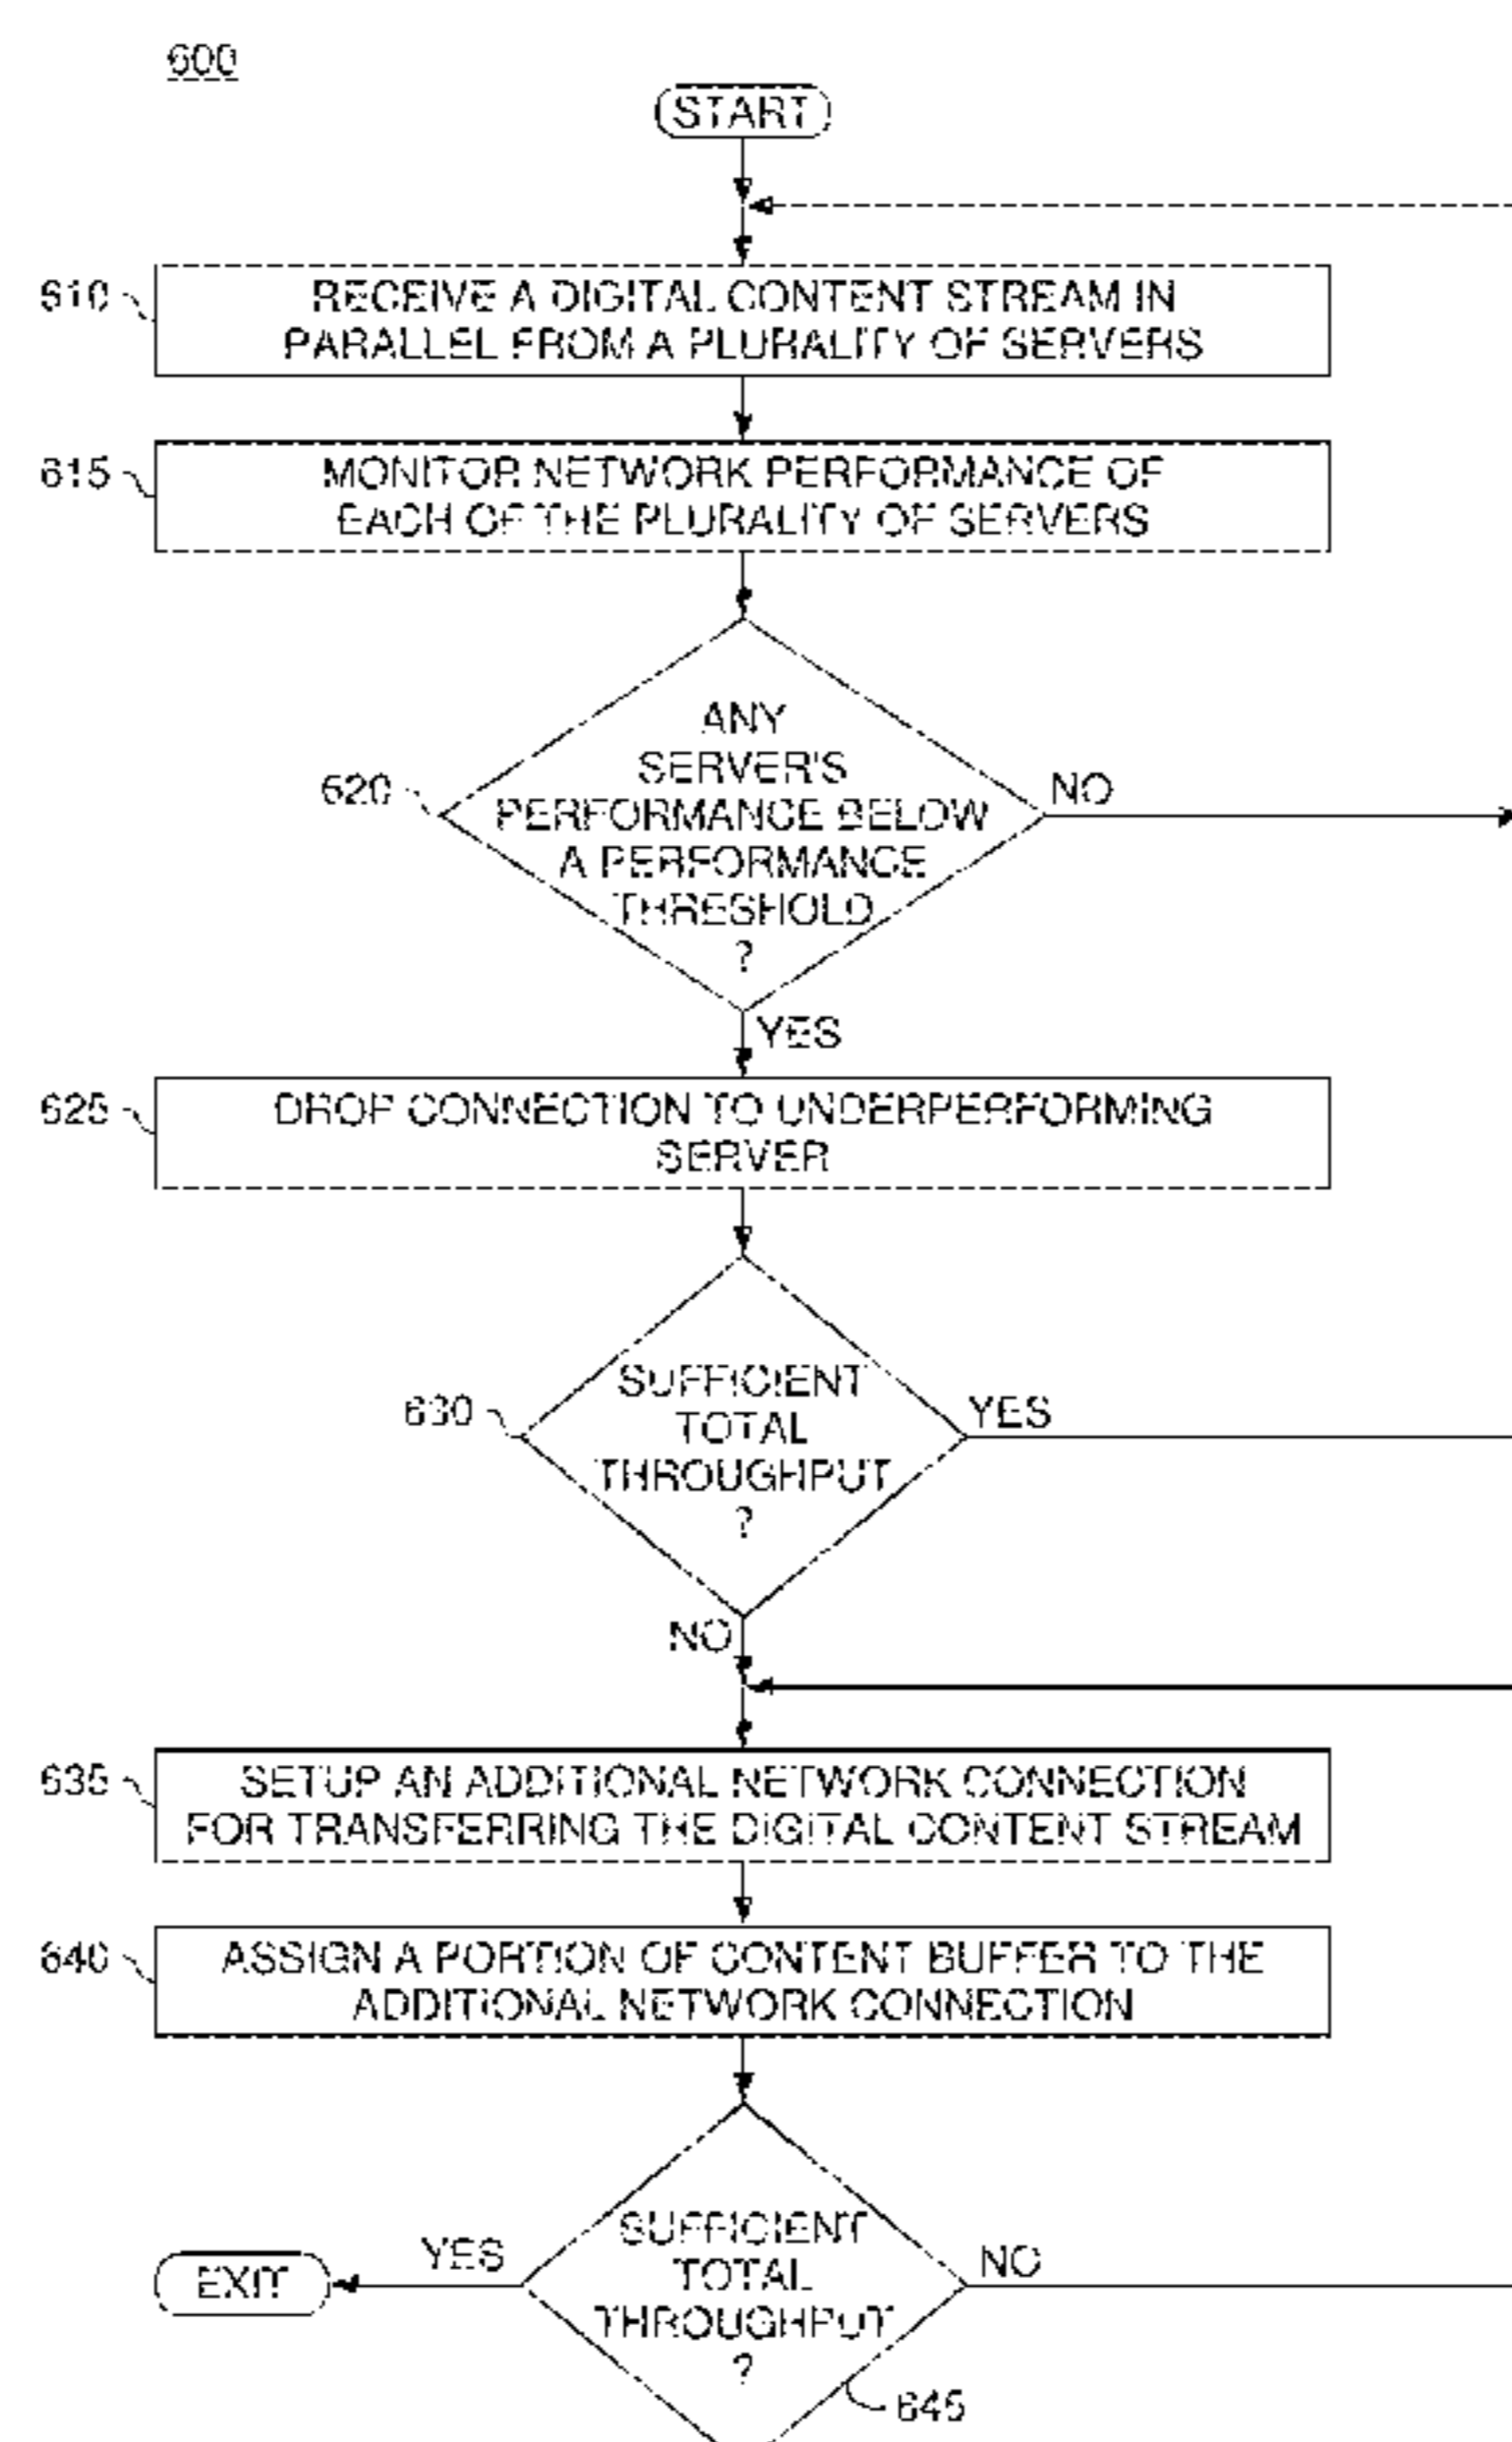 600
START
610
RECEIVE A DIGITAL CONTENT STREAM IN
PARALLEL FROM A PLURALITY OF SERVERS
615
MONITOR NETWORK PERFORMANCE OF
EACH OF THE PLURALITY OF SERVERS
620
ANY
SERVER'S
PERFORMANCE BELOW
A PERFORMANCE
THRESHOLD
?
NO
YES
625
DROP CONNECTION TO UNDERPERFORMING
SERVER
630
SUFFICIENT
TOTAL
THROUGHPUT
?
YES
NO
635
SETUP AN ADDITIONAL NETWORK CONNECTION
FOR TRANSFERRING THE DIGITAL CONTENT STREAM
640
ASSIGN A PORTION OF CONTENT BUFFER TO THE
ADDITIONAL NETWORK CONNECTION
EXIT
YES
SUFFICIENT
TOTAL
THROUGHPUT
?
NO
645